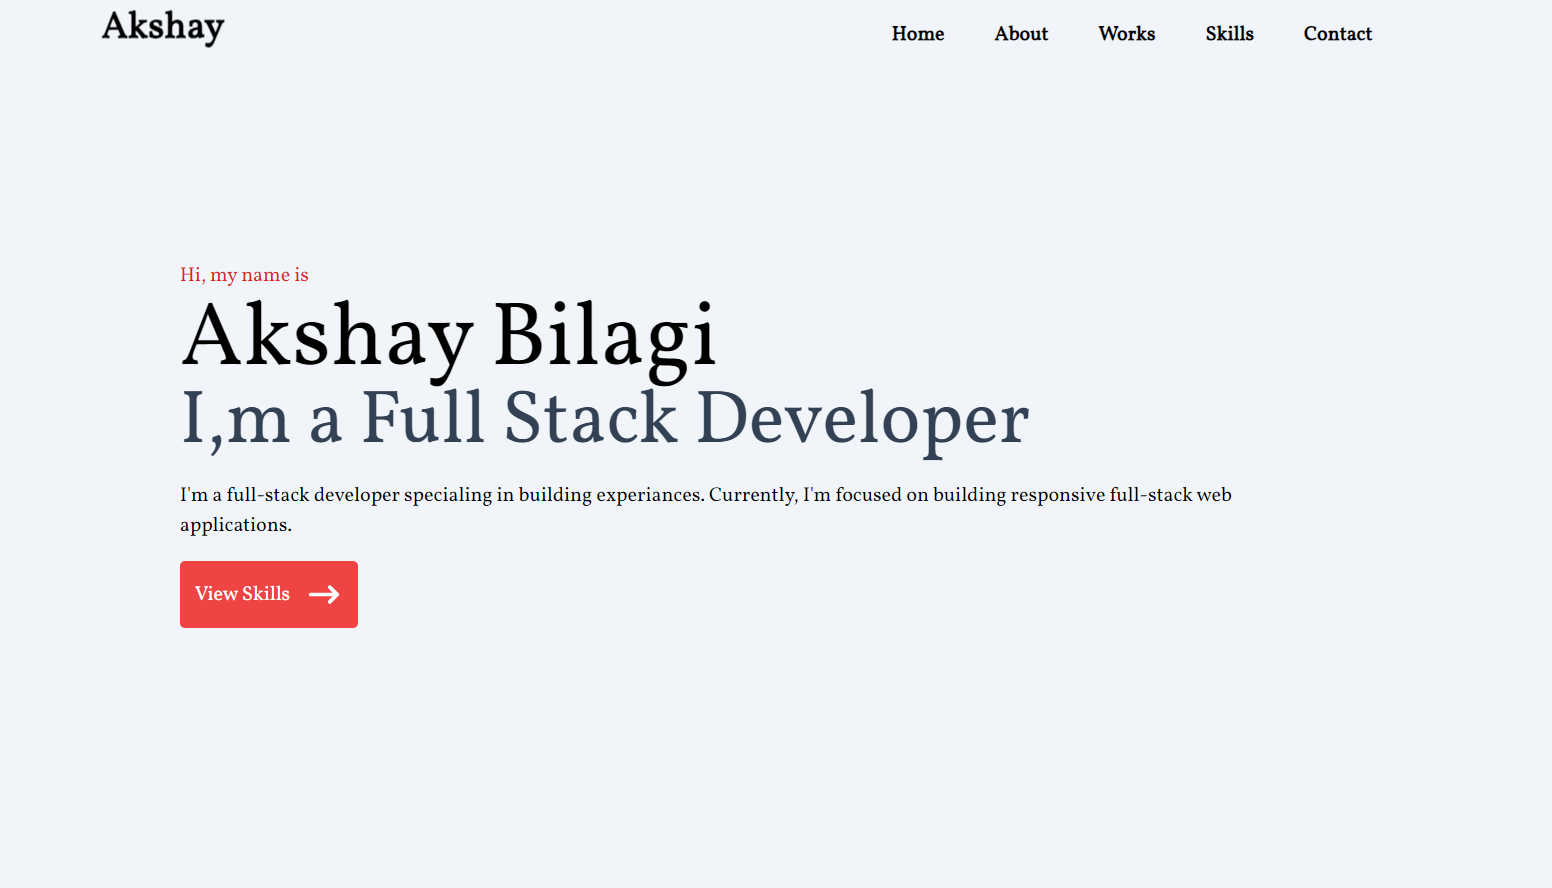 Akshay
Home About Works Skills Contact
Hi, my name is
Akshay Bilagi
I,m a Full Stack Developer
I'm a full-stack developer specialing in building experiances. Currently, I'm focused on building responsive full-stack web
applications.
View Skills